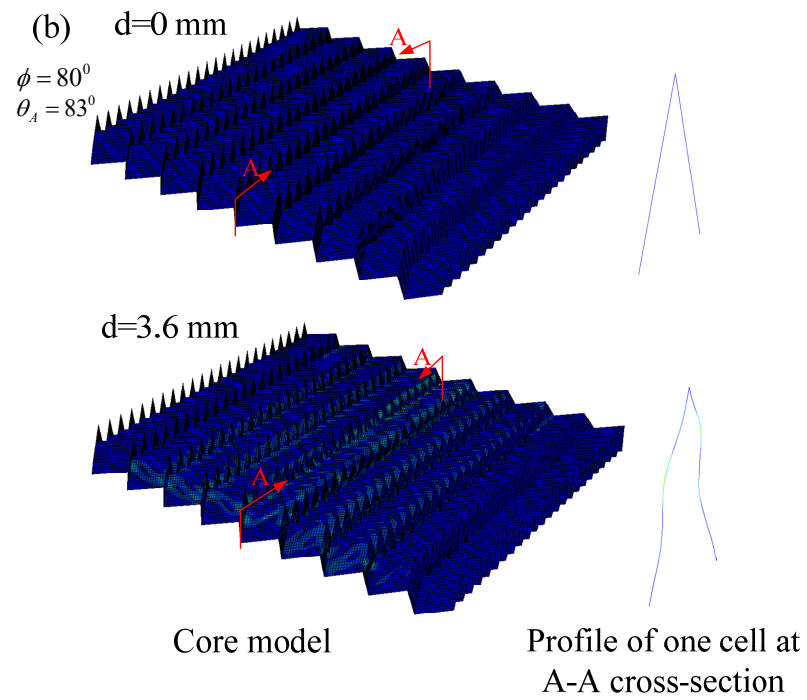 (b)
d=0 mm
A
ϕ = 80⁰
θ_A = 83⁰
A
d=3.6 mm
A
A
Core model
Profile of one cell at
A-A cross-section